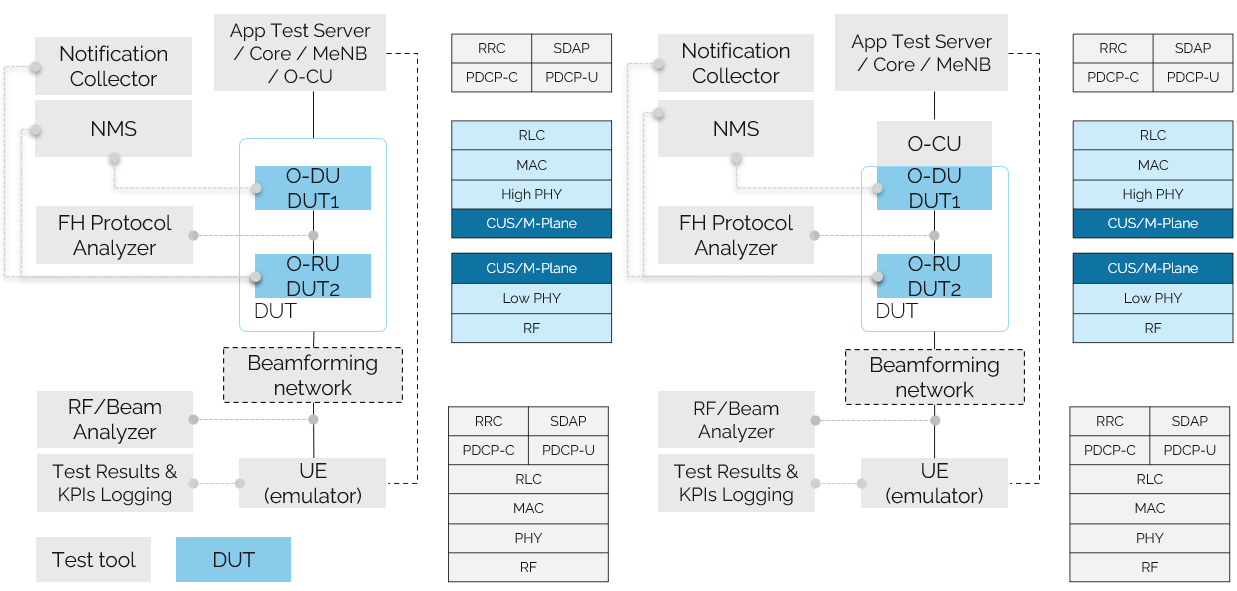 Notification
Collector
NMS
FH Protocol
Analyzer
RF/Beam
Analyzer
Test Results &
KPIs Logging
Test tool
App Test Server
/ Core / MeNB
/ O-CU
O-DU
DUT1
O-RU
DUT2
DUT
Beamforming
network
UE
(emulator)
DUT
RRC SDAP
PDCP-C PDCP-U
RLC
MAC
High PHY
CUS/M-Plane
CUS/M-Plane
Low PHY
RF
RRC SDAP
PDCP-C PDCP-U
RLC
MAC
PHY
RF
Notification
Collector
NMS
FH Protocol
Analyzer
RF/Beam
Analyzer
Test Results &
KPIs Logging
App Test Server
/ Core / MeNB
O-CU
O-DU
DUT1
O-RU
DUT2
DUT
Beamforming
network
UE
(emulator)
RRC SDAP
PDCP-C PDCP-U
RLC
MAC
High PHY
CUS/M-Plane
CUS/M-Plane
Low PHY
RF
RRC SDAP
PDCP-C PDCP-U
RLC
MAC
PHY
RF